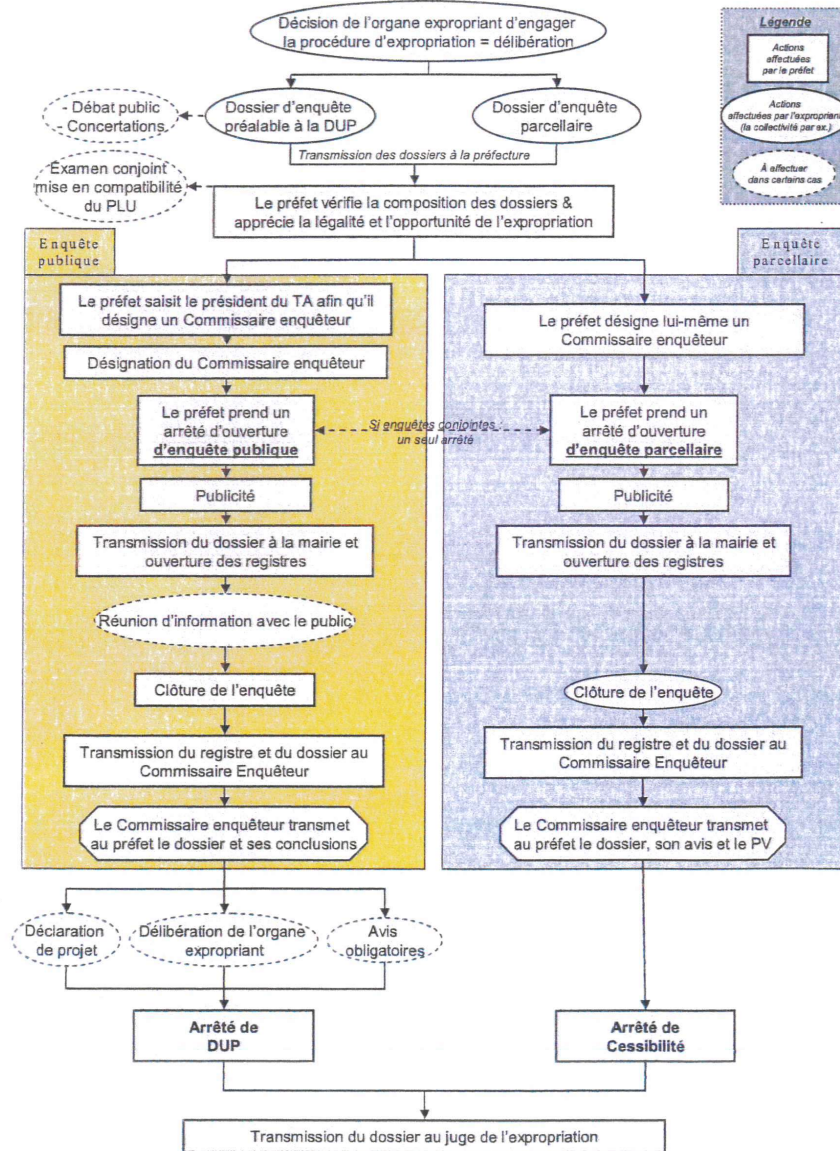 Décision de l'organe expropriant d'engager
la procédure d'expropriation = délibération
Légende
Actions
effectuées
par le préfet
Actions
effectuées par l'expropriant
(la collectivité par ex.)
À effectuer
dans certains cas
- Débat public
- Concertations
Dossier d'enquête
préalable à la DUP
Dossier d'enquête
parcellaire
Transmission des dossiers à la préfecture
Examen conjoint
mise en compatibilité
du PLU
Le préfet vérifie la composition des dossiers &
apprécie la légalité et l'opportunité de l'expropriation
Enquête
publique
Enquête
parcellaire
Le préfet saisit le président du TA afin qu'il
désigne un Commissaire enquêteur
Le préfet désigne lui-même un
Commissaire enquêteur
Désignation du Commissaire enquêteur
Le préfet prend un
arrêté d'ouverture
d'enquête publique
Si enquêtes conjointes :
un seul arrêté
Le préfet prend un
arrêté d'ouverture
d'enquête parcellaire
Publicité
Publicité
Transmission du dossier à la mairie et
ouverture des registres
Transmission du dossier à la mairie et
ouverture des registres
Réunion d'information avec le public
Clôture de l'enquête
Clôture de l'enquête
Transmission du registre et du dossier au
Commissaire Enquêteur
Transmission du registre et du dossier au
Commissaire Enquêteur
Le Commissaire enquêteur transmet
au préfet le dossier et ses conclusions
Le Commissaire enquêteur transmet
au préfet le dossier, son avis et le PV
Déclaration
de projet
Délibération de l'organe
expropriant
Avis
obligatoires
Arrêté de
DUP
Arrêté de
Cessibilité
Transmission du dossier au juge de l'expropriation